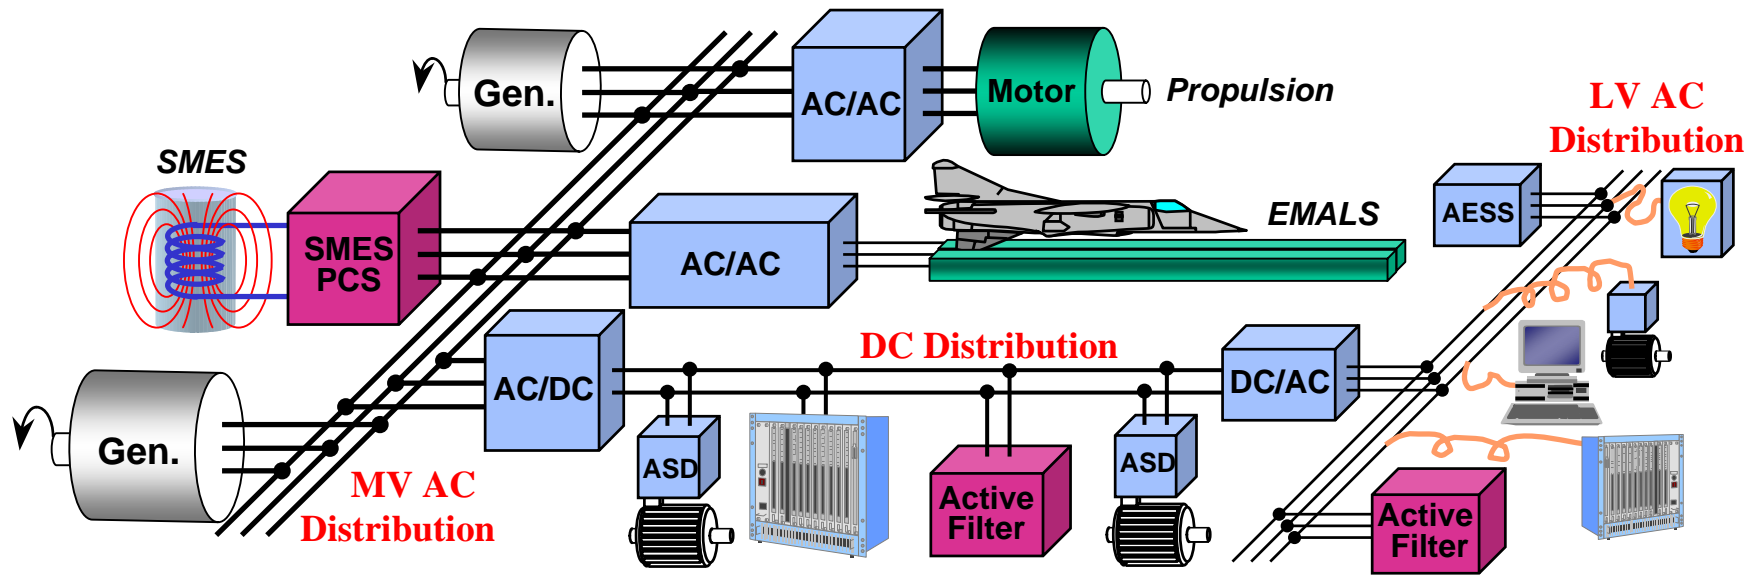 Gen.
AC/AC
Motor
Propulsion
LV AC
Distribution
SMES
SMES
PCS
AC/AC
EMALS
AESS
DC Distribution
AC/DC
DC/AC
Gen.
MV AC
Distribution
ASD
Active
Filter
ASD
Active
Filter